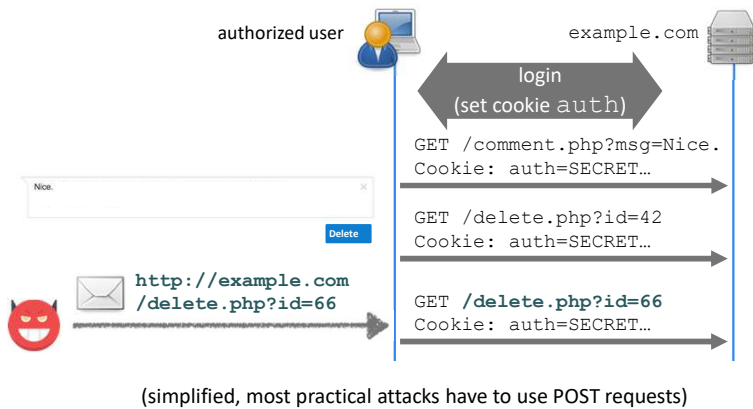 authorized user
example.com
login
(set cookie auth)
GET /comment.php?msg=Nice.
Cookie: auth=SECRET…
Nice.
GET /delete.php?id=42
Cookie: auth=SECRET…
Delete
http://example.com
/delete.php?id=66
GET /delete.php?id=66
Cookie: auth=SECRET…
(simplified, most practical attacks have to use POST requests)